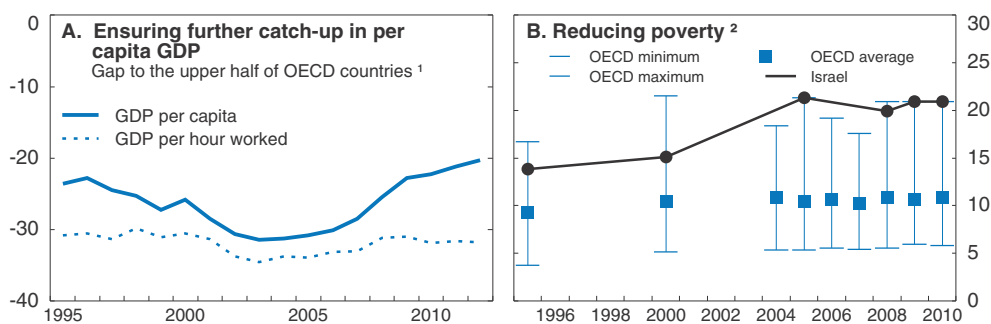 A. Ensuring further catch-up in per
capita GDP
Gap to the upper half of OECD countries 1
GDP per capita
GDP per hour worked
0
-10
-20
-30
-40
1995
2000
2005
2010
B. Reducing poverty 2
OECD minimum
OECD maximum
OECD average
Israel
30
25
20
15
10
5
0
1996 1998 2000 2002 2004 2006 2008 2010